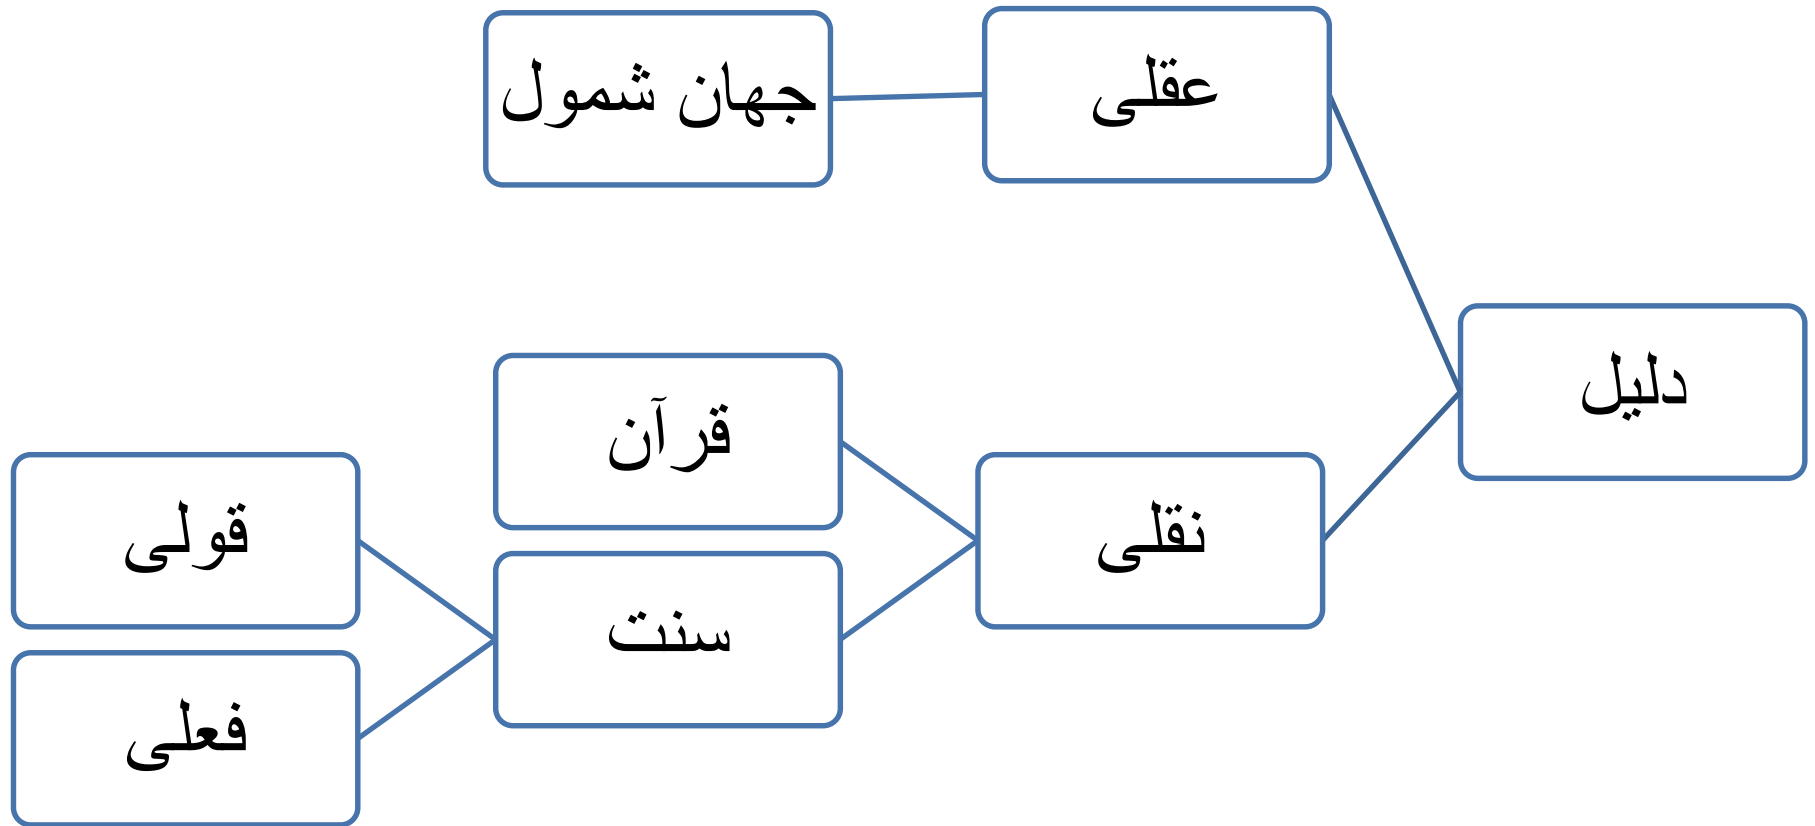 دلیل
عقلی
جهان شمول
نقلی
قرآن
سنت
قولی
فعلی